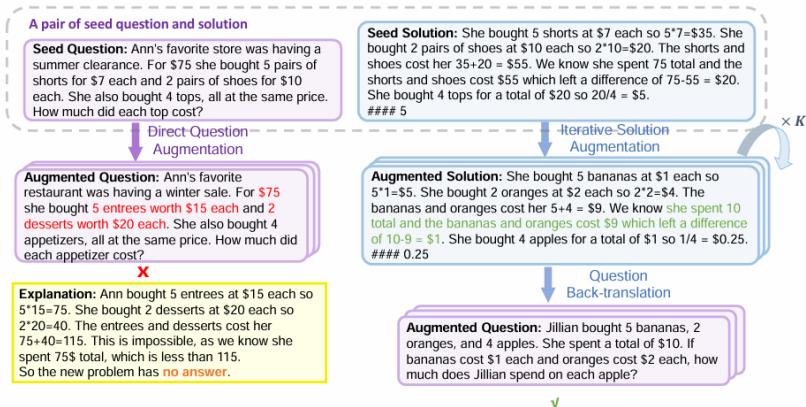 A pair of seed question and solution
Seed Question: Ann's favorite store was having a
summer clearance. For $75 she bought 5 pairs of
shorts for $7 each and 2 pairs of shoes for $10
each. She also bought 4 tops, all at the same price.
How much did each top cost?
Seed Solution: She bought 5 shorts at $7 each so 5*7=$35. She
bought 2 pairs of shoes at $10 each so 2*10=$20. The shorts and
shoes cost her 35+20 = $55. We know she spent 75 total and the
shorts and shoes cost $55 which left a difference of 75-55 = $20.
She bought 4 tops for a total of $20 so 20/4 = $5.
#### 5
Direct Question
Augmentation
Iterative Solution
Augmentation
× K
Augmented Question: Ann's favorite
restaurant was having a winter sale. For $75
she bought 5 entrees worth $15 each and 2
desserts worth $20 each. She also bought 4
appetizers, all at the same price. How much did
each appetizer cost?
X
Explanation: Ann bought 5 entrees at $15 each so
5*15=75. She bought 2 desserts at $20 each so
2*20=40. The entrees and desserts cost her
75+40=115. This is impossible, as we know she
spent 75$ total, which is less than 115.
So the new problem has no answer.
Augmented Solution: She bought 5 bananas at $1 each so
5*1=$5. She bought 2 oranges at $2 each so 2*2=$4. The
bananas and oranges cost her 5+4 = $9. We know she spent 10
total and the bananas and oranges cost $9 which left a difference
of 10-9 = $1. She bought 4 apples for a total of $1 so 1/4 = $0.25.
#### 0.25
Question
Back-translation
Augmented Question: Jillian bought 5 bananas, 2
oranges, and 4 apples. She spent a total of $10. If
bananas cost $1 each and oranges cost $2 each, how
much does Jillian spend on each apple?
√